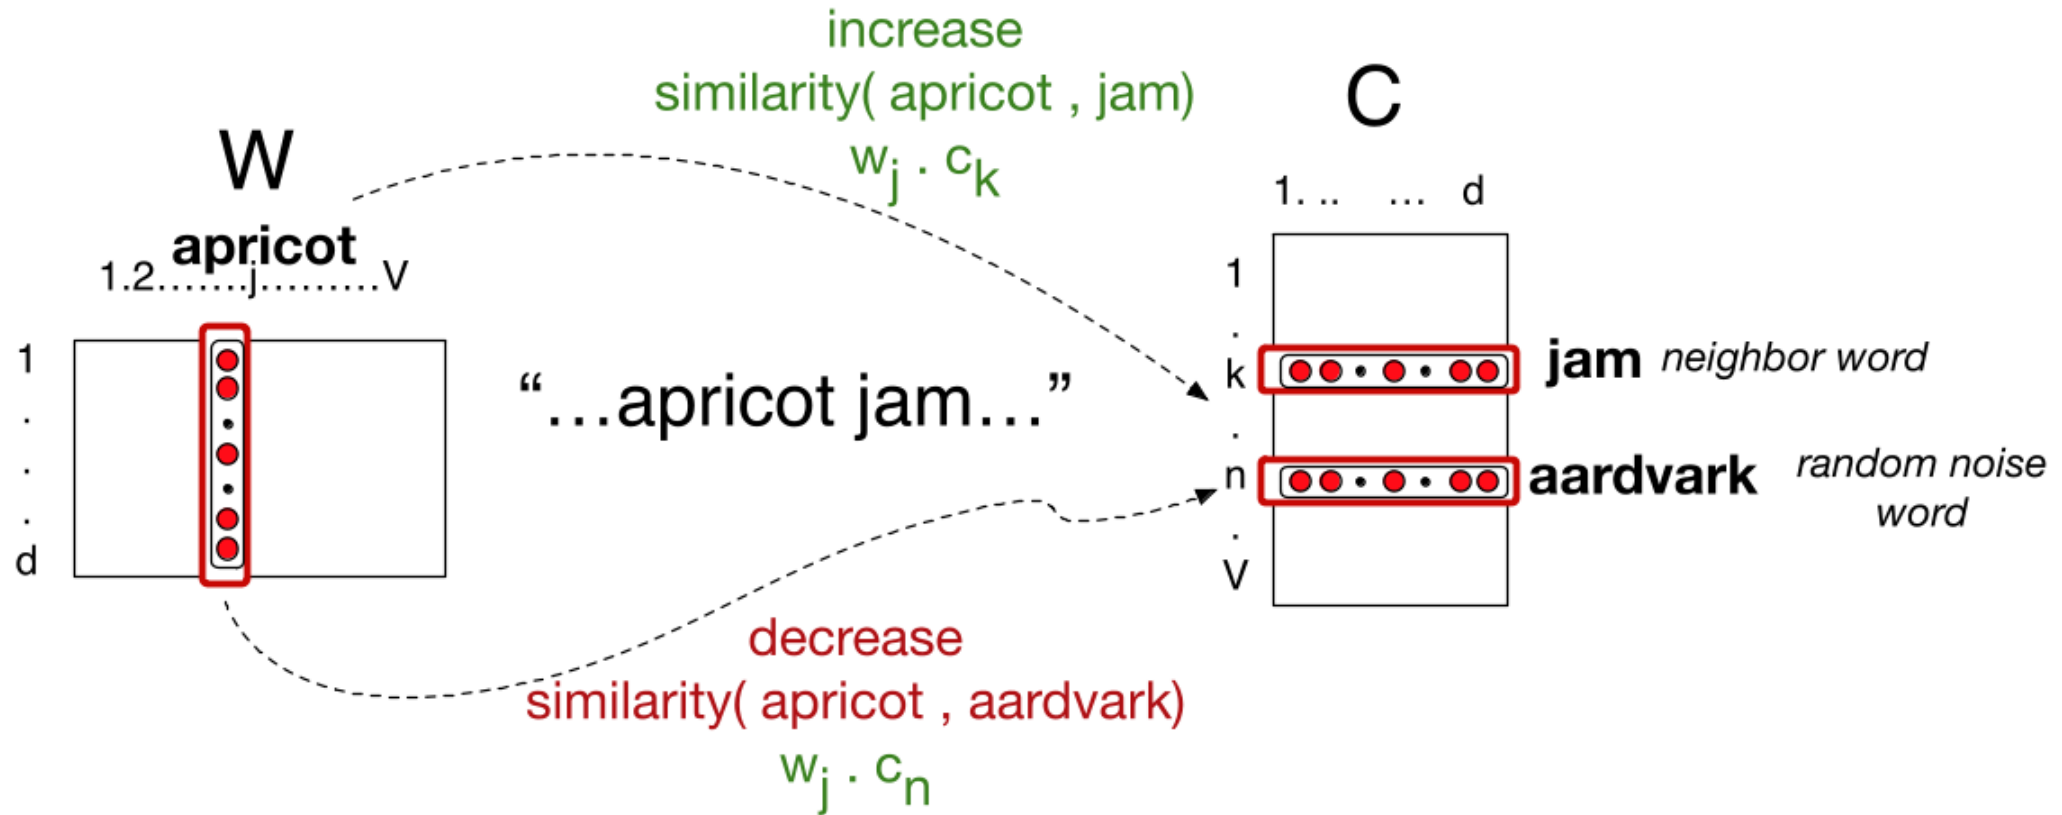 increase
similarity( apricot , jam)
wj . ck
W
apricot
1.2.......j.........V
1
.
.
.
d
“...apricot jam...”
C
1. .. ... d
1
.
k
.
n
.
V
jam neighbor word
aardvark random noise
word
decrease
similarity( apricot , aardvark)
wj . cn